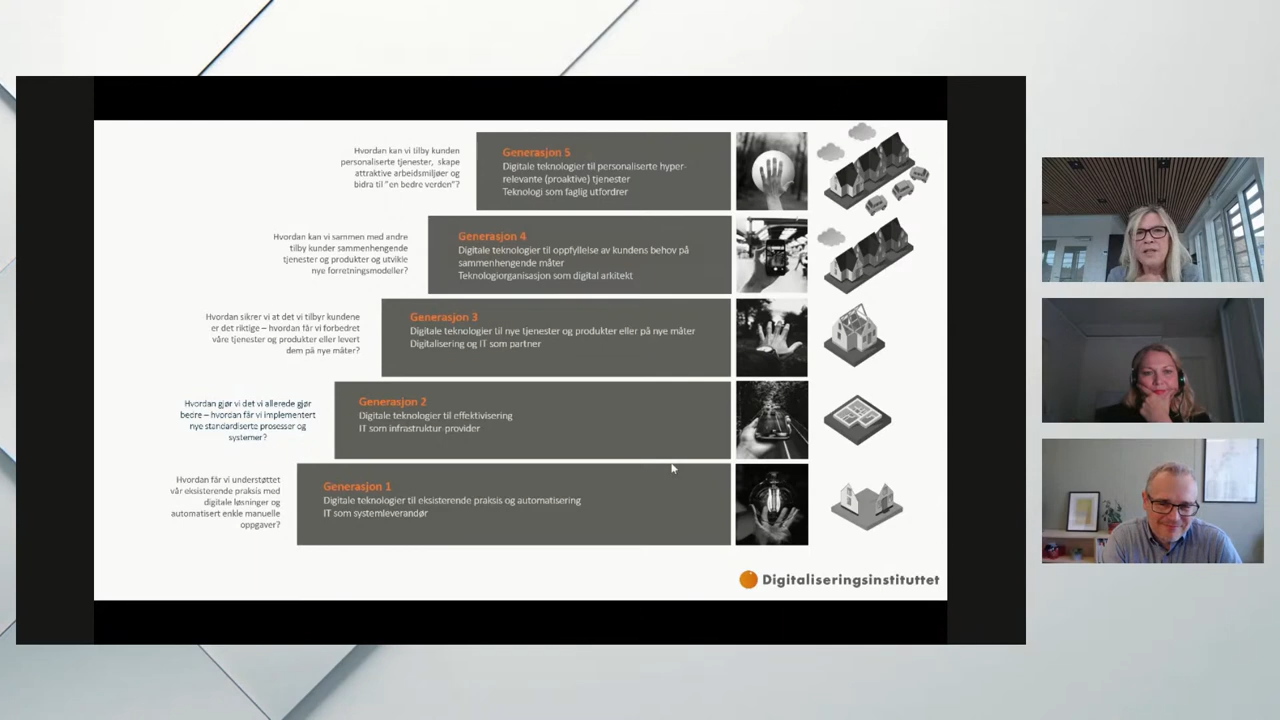 Hvordan kan vi tilby kunden
personaliserte tjenester, skape
attraktive arbeidsmiljøer og
bidra til "en bedre verden"?
Generasjon 5
Digitale teknologier til personaliserte hyper-
relevante (proaktive) tjenester
Teknologi som faglig utfordrer
Hvordan kan vi sammen med andre
tilby kunder sammenhengende
tjenester og produkter og utvikle
nye forretningsmodeller?
Generasjon 4
Digitale teknologier til oppfyllelse av kundens behov på
sammenhengende måter
Teknologiorganisasjon som digital arkitekt
Hvordan sikrer vi at det vi tilbyr kundene
er det riktige – hvordan får vi forbedret
våre tjenester og produkter eller levert
dem på nye måter?
Generasjon 3
Digitale teknologier til nye tjenester og produkter eller på nye måter
Digitalisering og IT som partner
Hvordan gjør vi det vi allerede gjør
bedre – hvordan får vi implementert
nye standardiserte prosesser og
systemer?
Generasjon 2
Digitale teknologier til effektivisering
IT som infrastruktur-provider
Hvordan får vi understøttet
vår eksisterende praksis med
digitale løsninger og
automatisert enkle manuelle
oppgaver?
Generasjon 1
Digitale teknologier til eksisterende praksis og automatisering
IT som systemleverandør
Digitaliseringsinstituttet